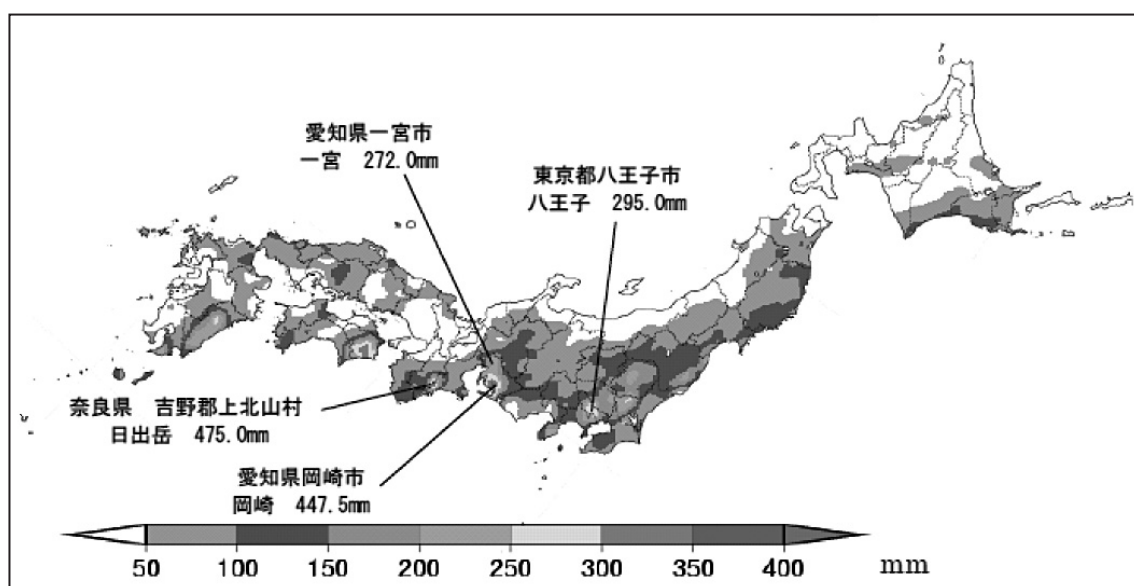 愛知県一宮市
一宮　272.0mm
東京都八王子市
八王子　295.0mm
奈良県　吉野郡上北山村
日出岳　475.0mm
愛知県岡崎市
岡崎　447.5mm
50 100 150 200 250 300 350 400 mm